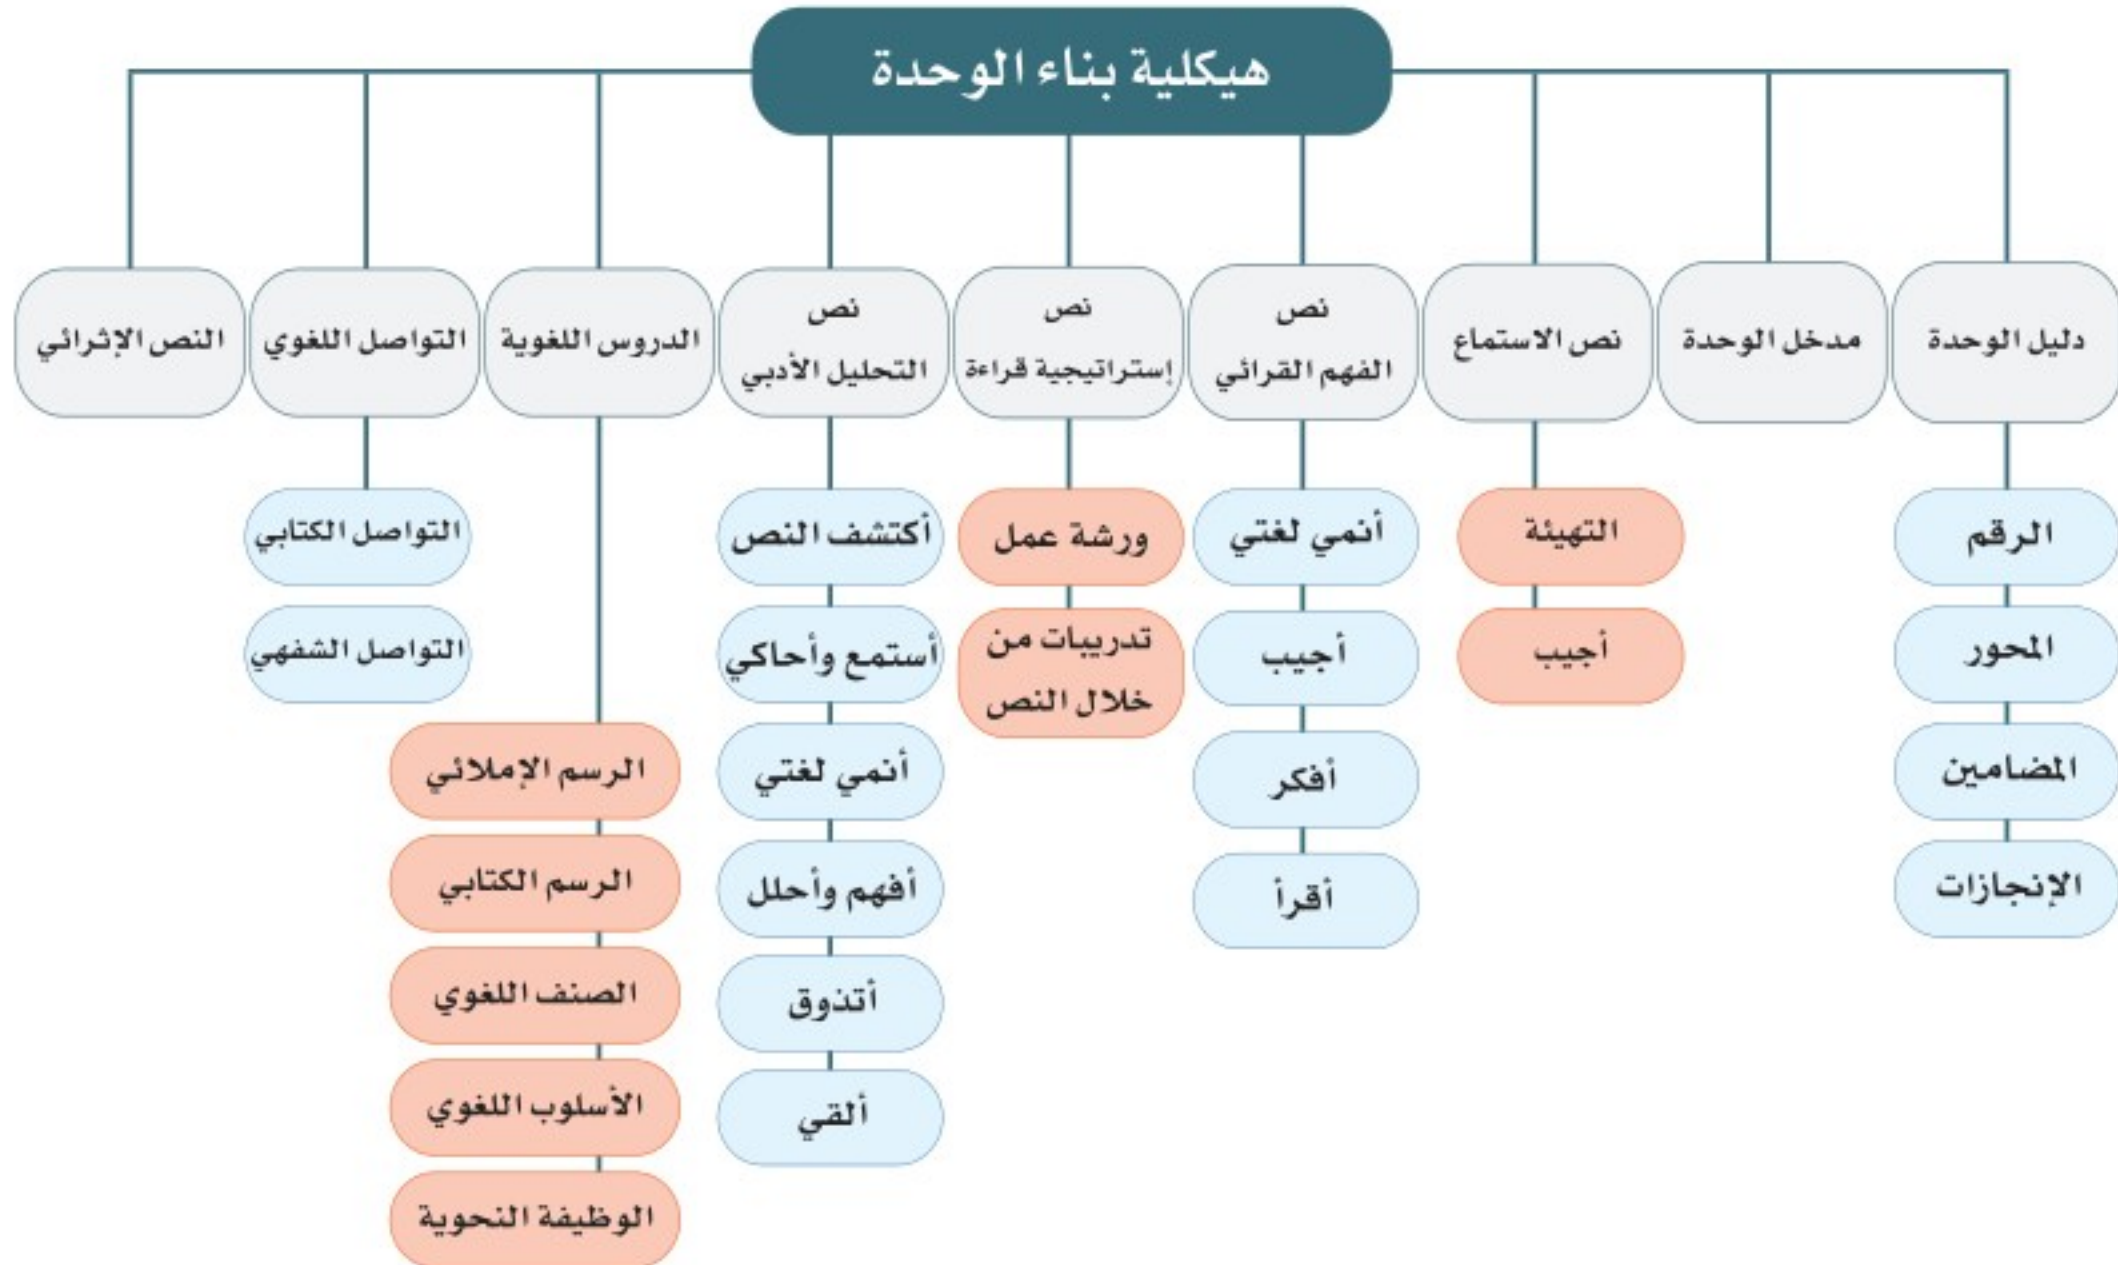 هيكلية بناء الوحدة
دليل الوحدة
الرقم
المحور
المضامين
الإنجازات
مدخل الوحدة
نص الاستماع
التهيئة
أجيب
نص
الفهم القرائي
أنمي لغتي
أجيب
أفكر
أقرأ
نص
إستراتيجية قراءة
ورشة عمل
تدريبات من
خلال النص
نص
التحليل الأدبي
أكتشف النص
أستمع وأحاكي
أنمي لغتي
أفهم وأحلل
أتذوق
ألقي
الدروس اللغوية
الرسم الإملائي
الرسم الكتابي
الصنف اللغوي
الأسلوب اللغوي
الوظيفة النحوية
التواصل اللغوي
التواصل الكتابي
التواصل الشفهي
النص الإثرائي